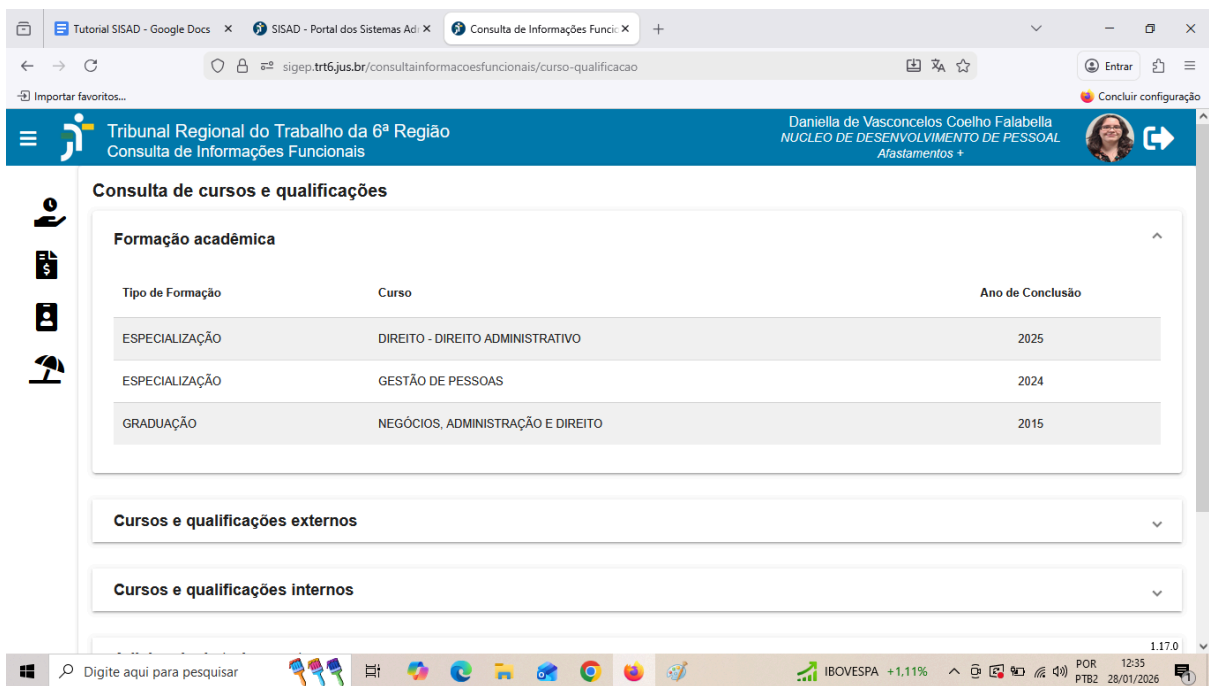 Tutorial SISAD - Google Docs
SISAD - Portal dos Sistemas Ad
Consulta de Informações Funcic
sigep.trt6.jus.br/consultainformacoesfuncionais/curso-qualificacao
Entrar
Importar favoritos...
Concluir configuração
Tribunal Regional do Trabalho da 6ª Região
Consulta de Informações Funcionais
Daniella de Vasconcelos Coelho Falabella
NUCLEO DE DESENVOLVIMENTO DE PESSOAL
Afastamentos +
Consulta de cursos e qualificações
Formação acadêmica
Tipo de Formação Curso Ano de Conclusão
ESPECIALIZAÇÃO DIREITO - DIREITO ADMINISTRATIVO 2025
ESPECIALIZAÇÃO GESTÃO DE PESSOAS 2024
GRADUAÇÃO NEGÓCIOS, ADMINISTRAÇÃO E DIREITO 2015
Cursos e qualificações externos
Cursos e qualificações internos
1.17.0
Digite aqui para pesquisar
IBOVESPA +1,11%
POR 12:35
PTB2 28/01/2026